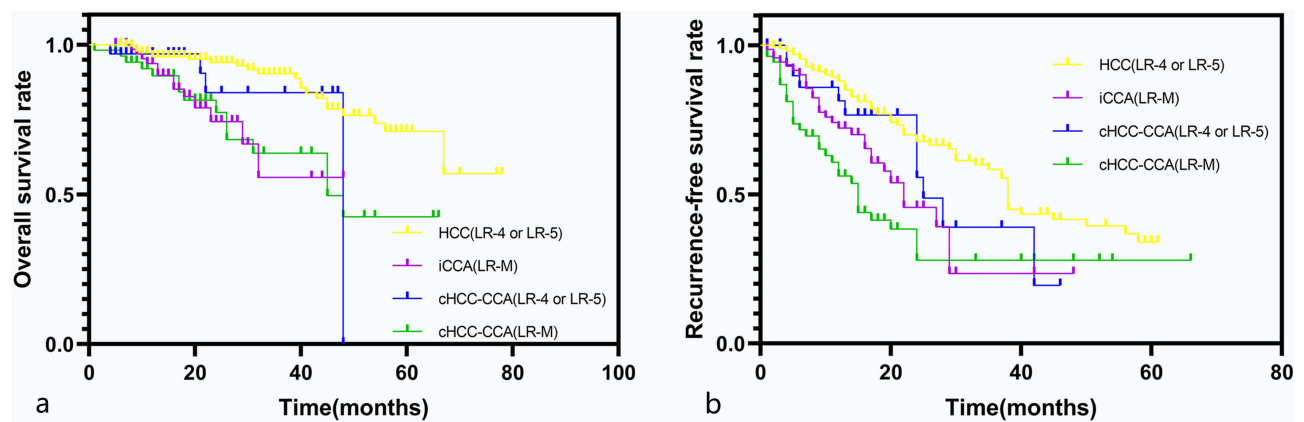 Overall survival rate
1.0
0.5
0.0
0 20 40 60 80 100
Time(months)
HCC(LR-4 or LR-5)
iCCA(LR-M)
cHCC-CCA(LR-4 or LR-5)
cHCC-CCA(LR-M)
a
Recurrence-free survival rate
1.0
0.5
0.0
0 20 40 60 80
Time(months)
HCC(LR-4 or LR-5)
iCCA(LR-M)
cHCC-CCA(LR-4 or LR-5)
cHCC-CCA(LR-M)
b